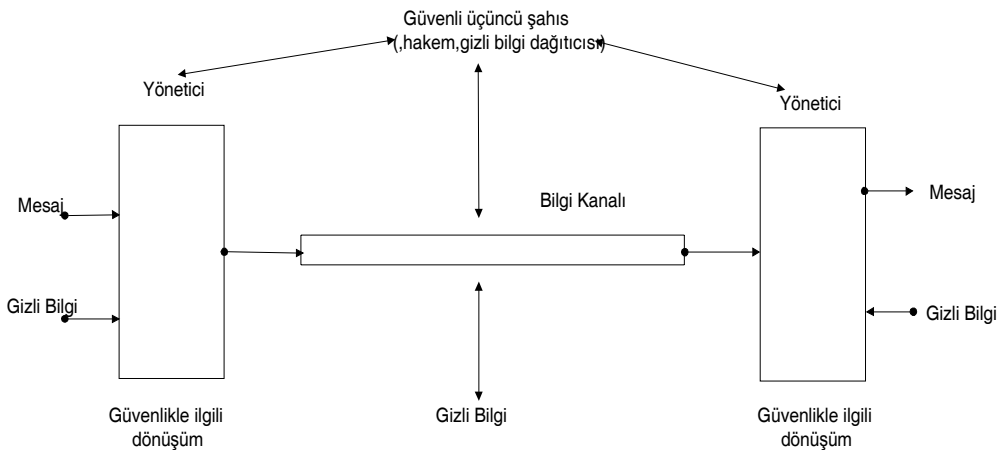 Güvenli üçüncü şahıs
(,hakem,gizli bilgi dağıtıcısı)
Yönetici
Yönetici
Mesaj
Bilgi Kanalı
Mesaj
Gizli Bilgi
Gizli Bilgi
Güvenlikle ilgili
dönüşüm
Gizli Bilgi
Güvenlikle ilgili
dönüşüm